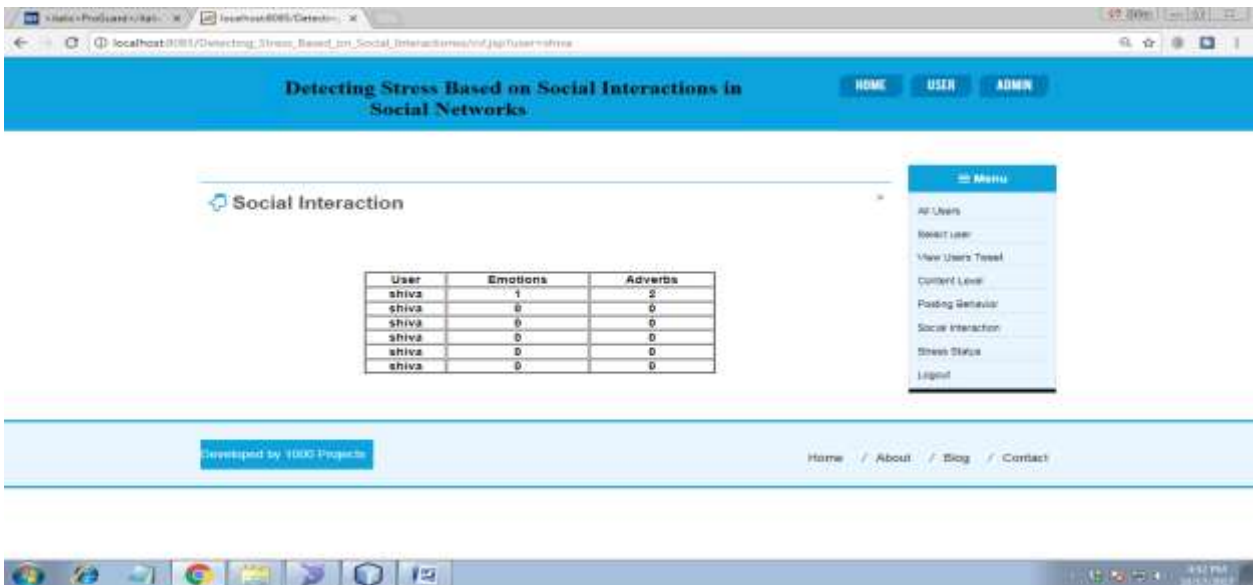 localhost:8081/Detecting_Stress_Based_on_Social_Interactions
Detecting Stress Based on Social Interactions in
Social Networks
HOME USER ADMIN
Menu
Social Interaction
All Users
Select user
View Users Tweet
Content Level
Posting Behavior
Social Interaction
Stress Status
Logout
User Emotions Adverbs
shiva 1 2
shiva 0 0
shiva 0 0
shiva 0 0
shiva 0 0
shiva 0 0
Developed by 1000 Projects
Home / About / Blog / Contact